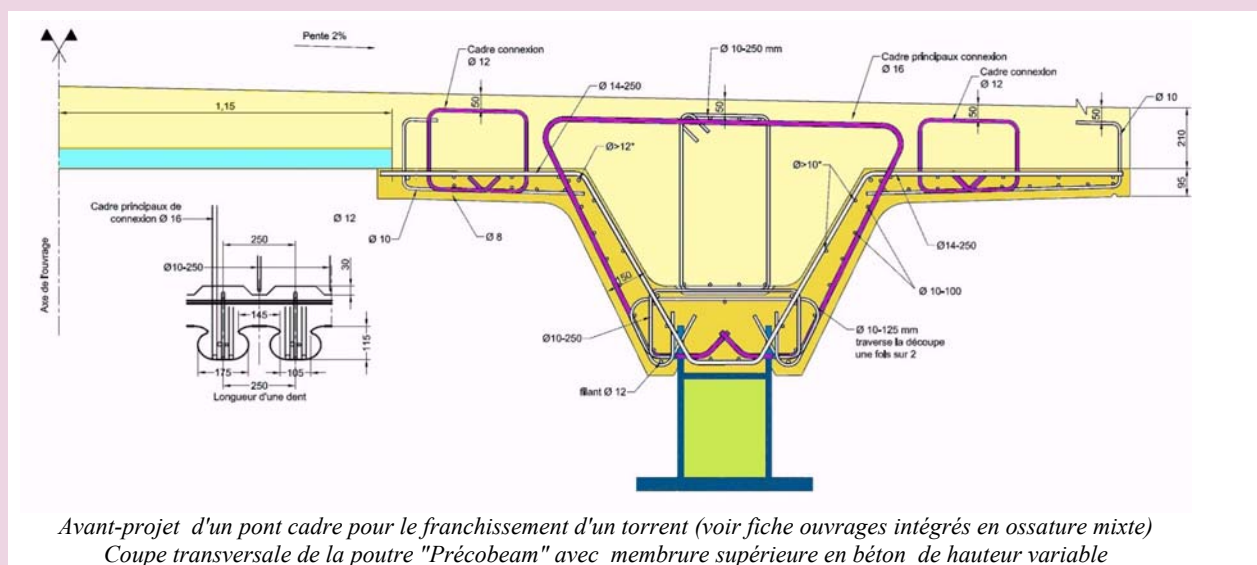 Pente 2%
Cadre connexion
Ø 12
Ø 10-250 mm
Cadre principaux connexion
Ø 16
Cadre connexion
Ø 12
50
Ø 14-250
50
50
50
Ø 10
1,15
210
Ø>12*
Ø>10*
95
Cadre principaux de
connexion Ø 16
Ø 12
Ø 10
Ø 8
Ø14-250
250
Axe de l'ouvrage
Ø10-250
30
150
Ø 10-100
145
Ø10-250
Ø 10-125 mm
traverse la découpe
une fois sur 2
115
175
105
250
Longueur d'une dent
filant Ø 12
Avant-projet d'un pont cadre pour le franchissement d'un torrent (voir fiche ouvrages intégrés en ossature mixte)
Coupe transversale de la poutre "Précobeam" avec membrure supérieure en béton de hauteur variable